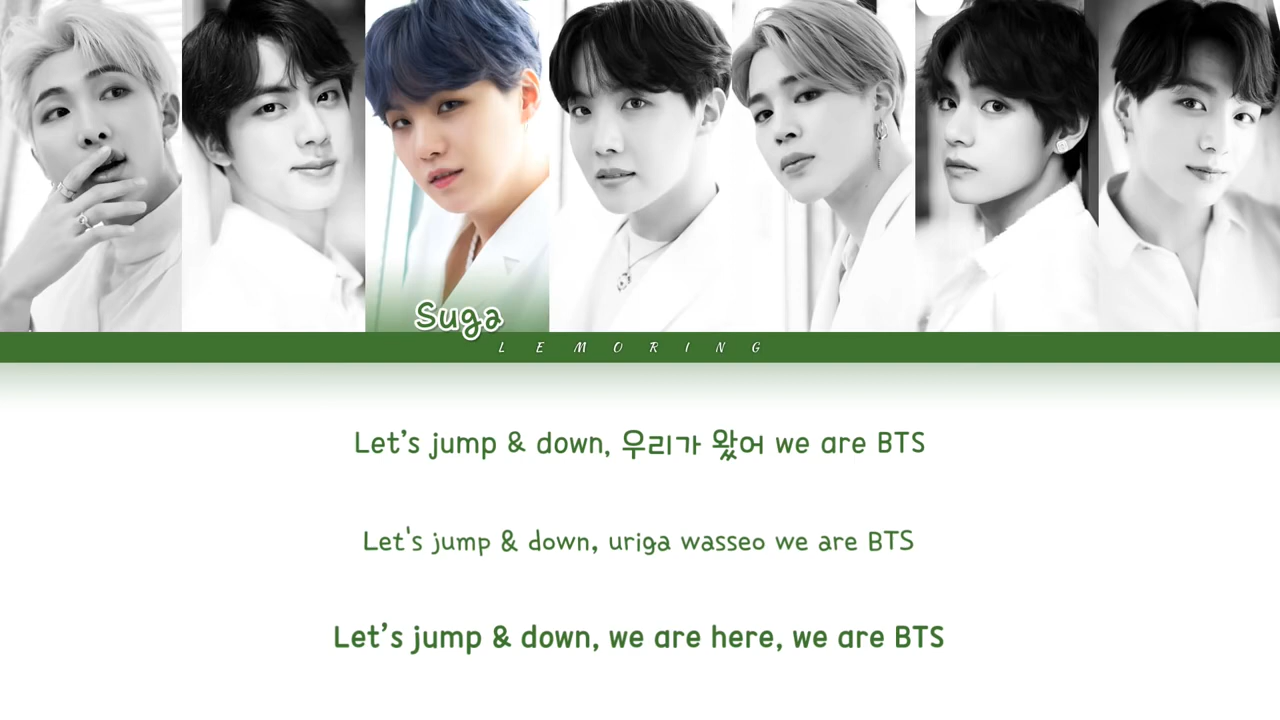 Suga
LEMORING
Let’s jump & down, 우리가 왔어 we are BTS
Let's jump & down, uriga wasseo we are BTS
Let’s jump & down, we are here, we are BTS